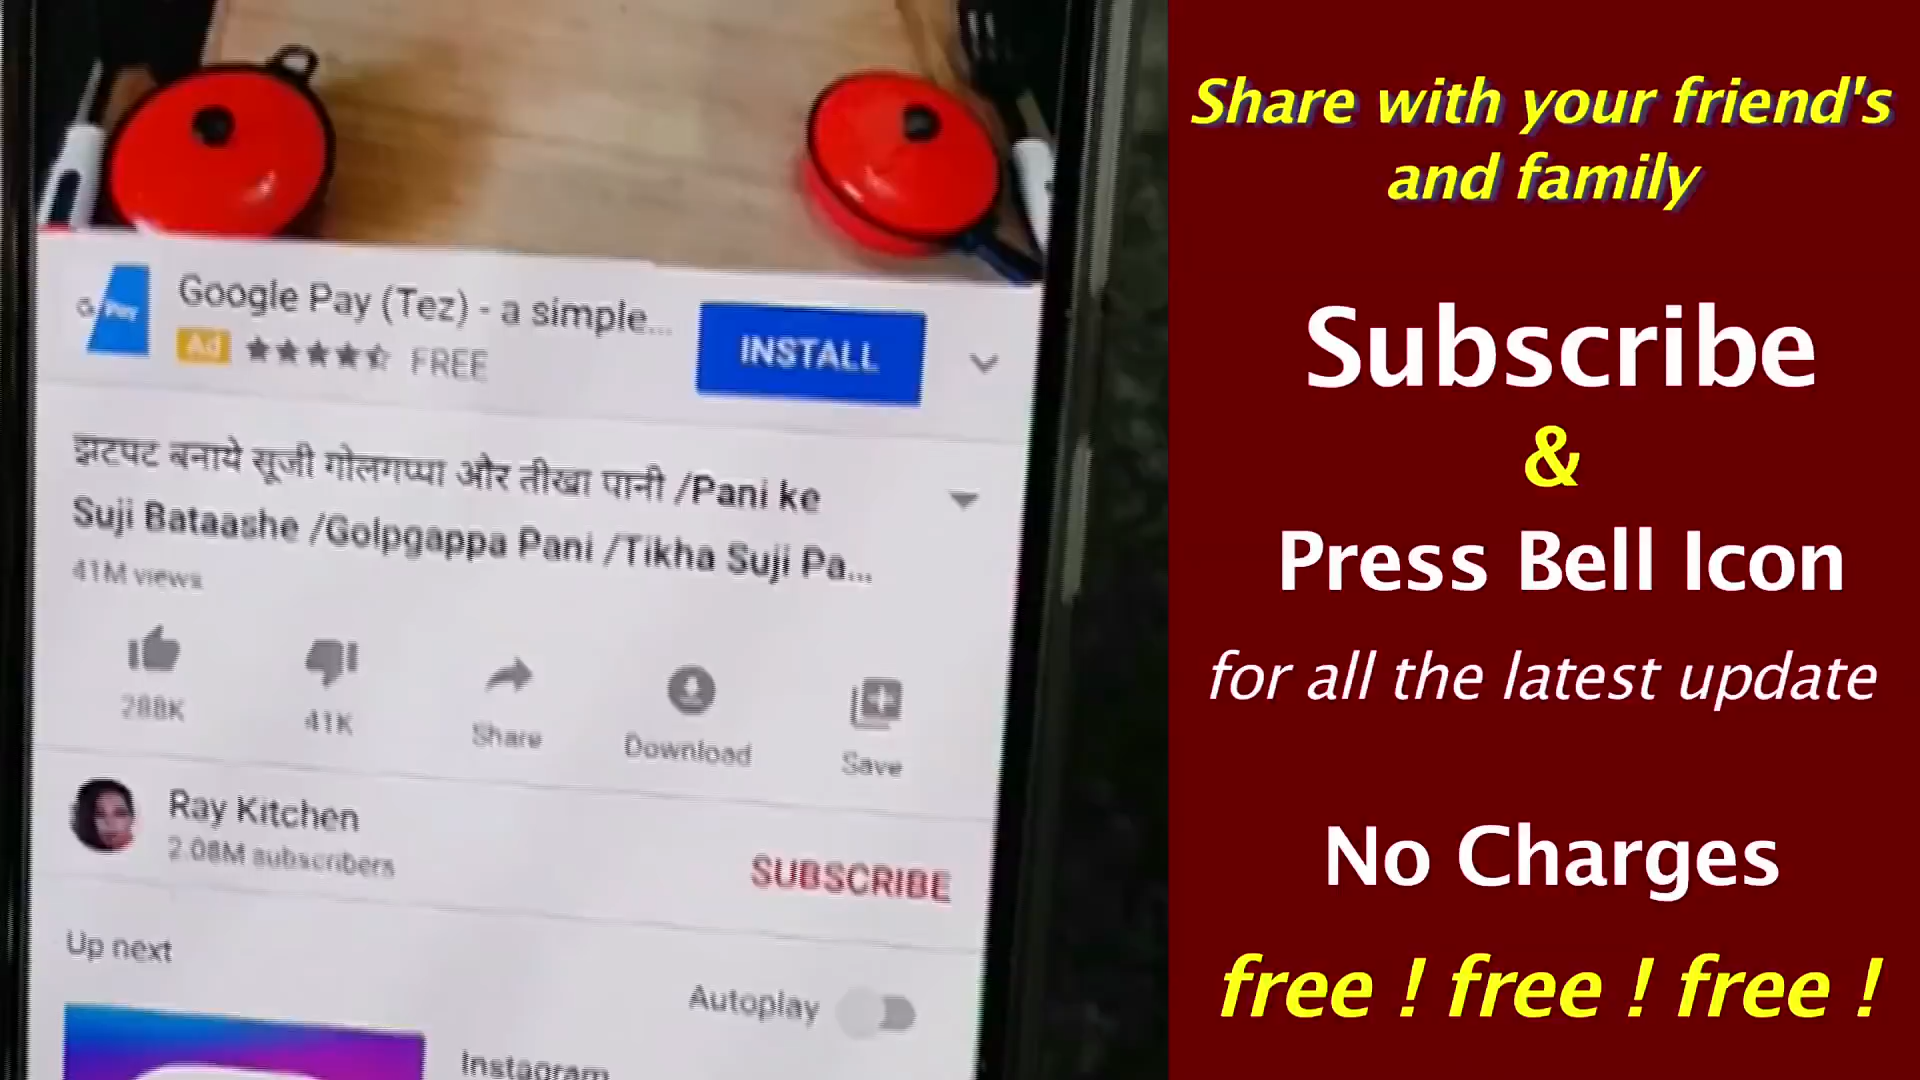 Google Pay (Tez) - a simple...
Ad FREE
INSTALL
झटपट बनाये सूजी गोलगप्पा और तीखा पानी /Pani ke
Suji Bataashe /Golpgappa Pani /Tikha Suji Pa...
41M views
288K
41K
Share
Download
Save
Ray Kitchen
2.08M subscribers
SUBSCRIBE
Up next
Autoplay
Instagram
Share with your friend's
and family
Subscribe
&
Press Bell Icon
for all the latest update
No Charges
free ! free ! free !